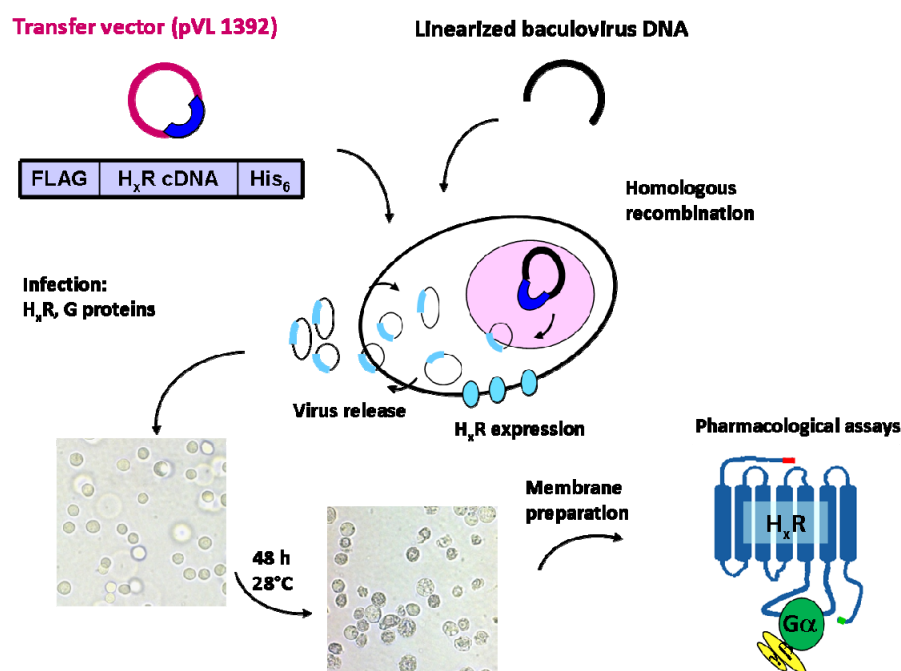 Transfer vector (pVL 1392)
Linearized baculovirus DNA
FLAG
HₓR cDNA
His₆
Homologous
recombination
Infection:
HₓR, G proteins
Virus release
HₓR expression
Pharmacological assays
Membrane
preparation
48 h
28°C
HₓR
Gα